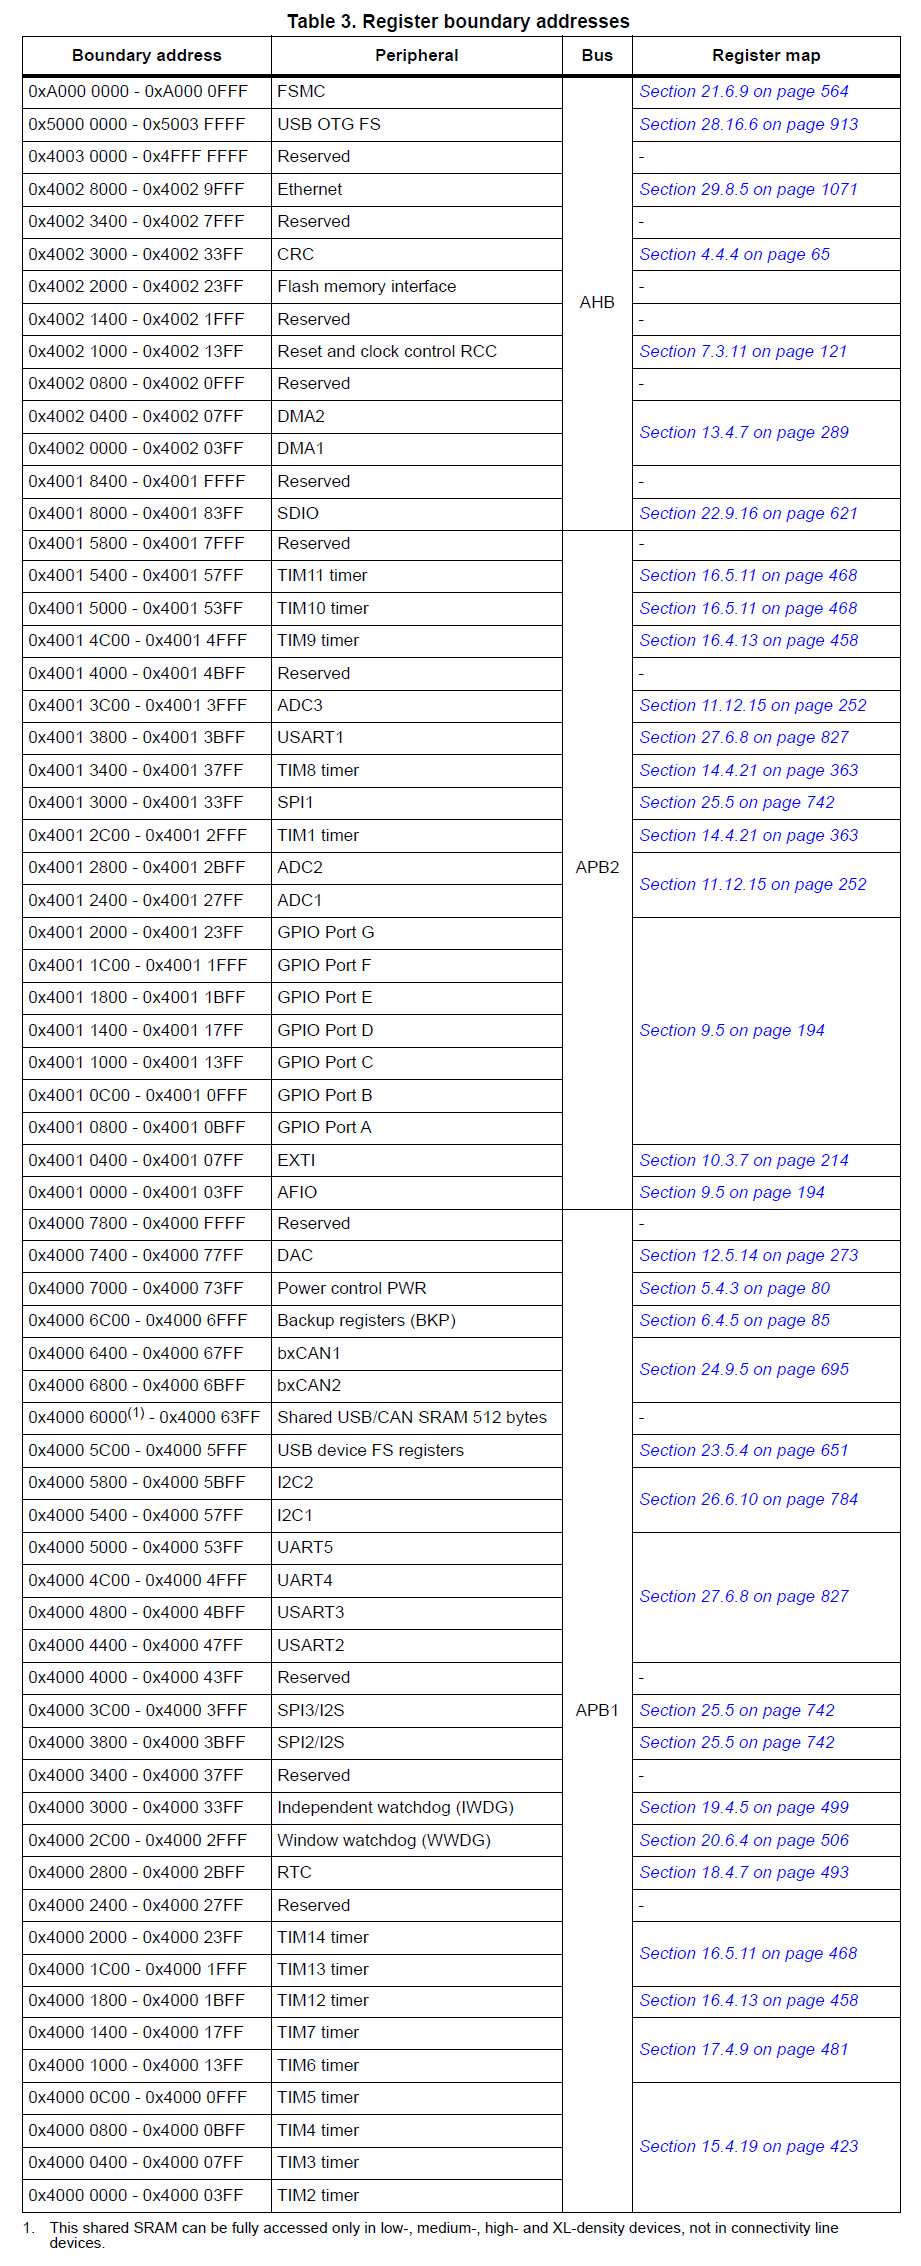 Table 3. Register boundary addresses
Boundary address Peripheral Bus Register map
0xA000 0000 - 0xA000 0FFF FSMC Section 21.6.9 on page 564
0x5000 0000 - 0x5003 FFFF USB OTG FS Section 28.16.6 on page 913
0x4003 0000 - 0x4FFF FFFF Reserved -
0x4002 8000 - 0x4002 9FFF Ethernet Section 29.8.5 on page 1071
0x4002 3400 - 0x4002 7FFF Reserved -
0x4002 3000 - 0x4002 33FF CRC Section 4.4.4 on page 65
0x4002 2000 - 0x4002 23FF Flash memory interface -
AHB
0x4002 1400 - 0x4002 1FFF Reserved -
0x4002 1000 - 0x4002 13FF Reset and clock control RCC Section 7.3.11 on page 121
0x4002 0800 - 0x4002 0FFF Reserved -
0x4002 0400 - 0x4002 07FF DMA2
Section 13.4.7 on page 289
0x4002 0000 - 0x4002 03FF DMA1
0x4001 8400 - 0x4001 FFFF Reserved -
0x4001 8000 - 0x4001 83FF SDIO Section 22.9.16 on page 621
0x4001 5800 - 0x4001 7FFF Reserved -
0x4001 5400 - 0x4001 57FF TIM11 timer Section 16.5.11 on page 468
0x4001 5000 - 0x4001 53FF TIM10 timer Section 16.5.11 on page 468
0x4001 4C00 - 0x4001 4FFF TIM9 timer Section 16.4.13 on page 458
0x4001 4000 - 0x4001 4BFF Reserved -
0x4001 3C00 - 0x4001 3FFF ADC3 Section 11.12.15 on page 252
0x4001 3800 - 0x4001 3BFF USART1 Section 27.6.8 on page 827
0x4001 3400 - 0x4001 37FF TIM8 timer Section 14.4.21 on page 363
0x4001 3000 - 0x4001 33FF SPI1 Section 25.5 on page 742
0x4001 2C00 - 0x4001 2FFF TIM1 timer Section 14.4.21 on page 363
0x4001 2800 - 0x4001 2BFF ADC2 APB2
Section 11.12.15 on page 252
0x4001 2400 - 0x4001 27FF ADC1
0x4001 2000 - 0x4001 23FF GPIO Port G
0x4001 1C00 - 0x4001 1FFF GPIO Port F
0x4001 1800 - 0x4001 1BFF GPIO Port E
0x4001 1400 - 0x4001 17FF GPIO Port D Section 9.5 on page 194
0x4001 1000 - 0x4001 13FF GPIO Port C
0x4001 0C00 - 0x4001 0FFF GPIO Port B
0x4001 0800 - 0x4001 0BFF GPIO Port A
0x4001 0400 - 0x4001 07FF EXTI Section 10.3.7 on page 214
0x4001 0000 - 0x4001 03FF AFIO Section 9.5 on page 194
0x4000 7800 - 0x4000 FFFF Reserved -
0x4000 7400 - 0x4000 77FF DAC Section 12.5.14 on page 273
0x4000 7000 - 0x4000 73FF Power control PWR Section 5.4.3 on page 80
0x4000 6C00 - 0x4000 6FFF Backup registers (BKP) Section 6.4.5 on page 85
0x4000 6400 - 0x4000 67FF bxCAN1
Section 24.9.5 on page 695
0x4000 6800 - 0x4000 6BFF bxCAN2
0x4000 6000(1) - 0x4000 63FF Shared USB/CAN SRAM 512 bytes -
0x4000 5C00 - 0x4000 5FFF USB device FS registers Section 23.5.4 on page 651
0x4000 5800 - 0x4000 5BFF I2C2
Section 26.6.10 on page 784
0x4000 5400 - 0x4000 57FF I2C1
0x4000 5000 - 0x4000 53FF UART5
0x4000 4C00 - 0x4000 4FFF UART4
Section 27.6.8 on page 827
0x4000 4800 - 0x4000 4BFF USART3
0x4000 4400 - 0x4000 47FF USART2
0x4000 4000 - 0x4000 43FF Reserved -
0x4000 3C00 - 0x4000 3FFF SPI3/I2S APB1 Section 25.5 on page 742
0x4000 3800 - 0x4000 3BFF SPI2/I2S Section 25.5 on page 742
0x4000 3400 - 0x4000 37FF Reserved -
0x4000 3000 - 0x4000 33FF Independent watchdog (IWDG) Section 19.4.5 on page 499
0x4000 2C00 - 0x4000 2FFF Window watchdog (WWDG) Section 20.6.4 on page 506
0x4000 2800 - 0x4000 2BFF RTC Section 18.4.7 on page 493
0x4000 2400 - 0x4000 27FF Reserved -
0x4000 2000 - 0x4000 23FF TIM14 timer
Section 16.5.11 on page 468
0x4000 1C00 - 0x4000 1FFF TIM13 timer
0x4000 1800 - 0x4000 1BFF TIM12 timer Section 16.4.13 on page 458
0x4000 1400 - 0x4000 17FF TIM7 timer
Section 17.4.9 on page 481
0x4000 1000 - 0x4000 13FF TIM6 timer
0x4000 0C00 - 0x4000 0FFF TIM5 timer
0x4000 0800 - 0x4000 0BFF TIM4 timer
Section 15.4.19 on page 423
0x4000 0400 - 0x4000 07FF TIM3 timer
0x4000 0000 - 0x4000 03FF TIM2 timer
1. This shared SRAM can be fully accessed only in low-, medium-, high- and XL-density devices, not in connectivity line
devices.